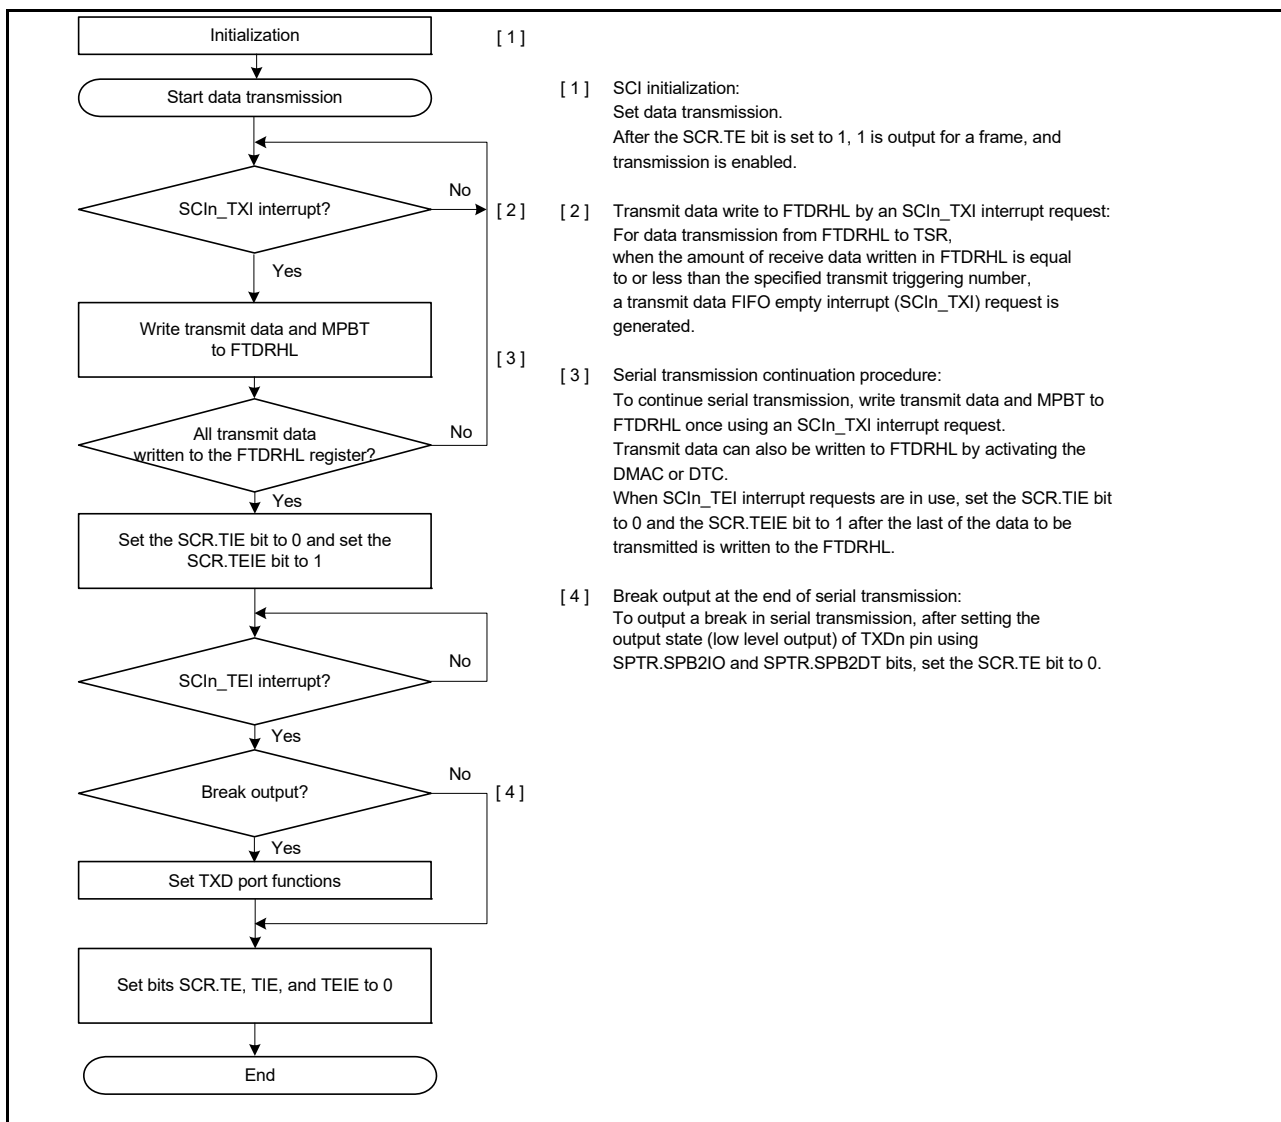 Initialization
[ 1 ]
Start data transmission
SCIn_TXI interrupt?
No
[ 2 ]
Yes
Write transmit data and MPBT
to FTDRHL
[ 3 ]
All transmit data
written to the FTDRHL register?
No
Yes
Set the SCR.TIE bit to 0 and set the
SCR.TEIE bit to 1
SCIn_TEI interrupt?
No
Yes
Break output?
No
[ 4 ]
Yes
Set TXD port functions
Set bits SCR.TE, TIE, and TEIE to 0
End
[ 1 ] SCI initialization:
Set data transmission.
After the SCR.TE bit is set to 1, 1 is output for a frame, and
transmission is enabled.
[ 2 ] Transmit data write to FTDRHL by an SCIn_TXI interrupt request:
For data transmission from FTDRHL to TSR,
when the amount of receive data written in FTDRHL is equal
to or less than the specified transmit triggering number,
a transmit data FIFO empty interrupt (SCIn_TXI) request is
generated.
[ 3 ] Serial transmission continuation procedure:
To continue serial transmission, write transmit data and MPBT to
FTDRHL once using an SCIn_TXI interrupt request.
Transmit data can also be written to FTDRHL by activating the
DMAC or DTC.
When SCIn_TEI interrupt requests are in use, set the SCR.TIE bit
to 0 and the SCR.TEIE bit to 1 after the last of the data to be
transmitted is written to the FTDRHL.
[ 4 ] Break output at the end of serial transmission:
To output a break in serial transmission, after setting the
output state (low level output) of TXDn pin using
SPTR.SPB2IO and SPTR.SPB2DT bits, set the SCR.TE bit to 0.